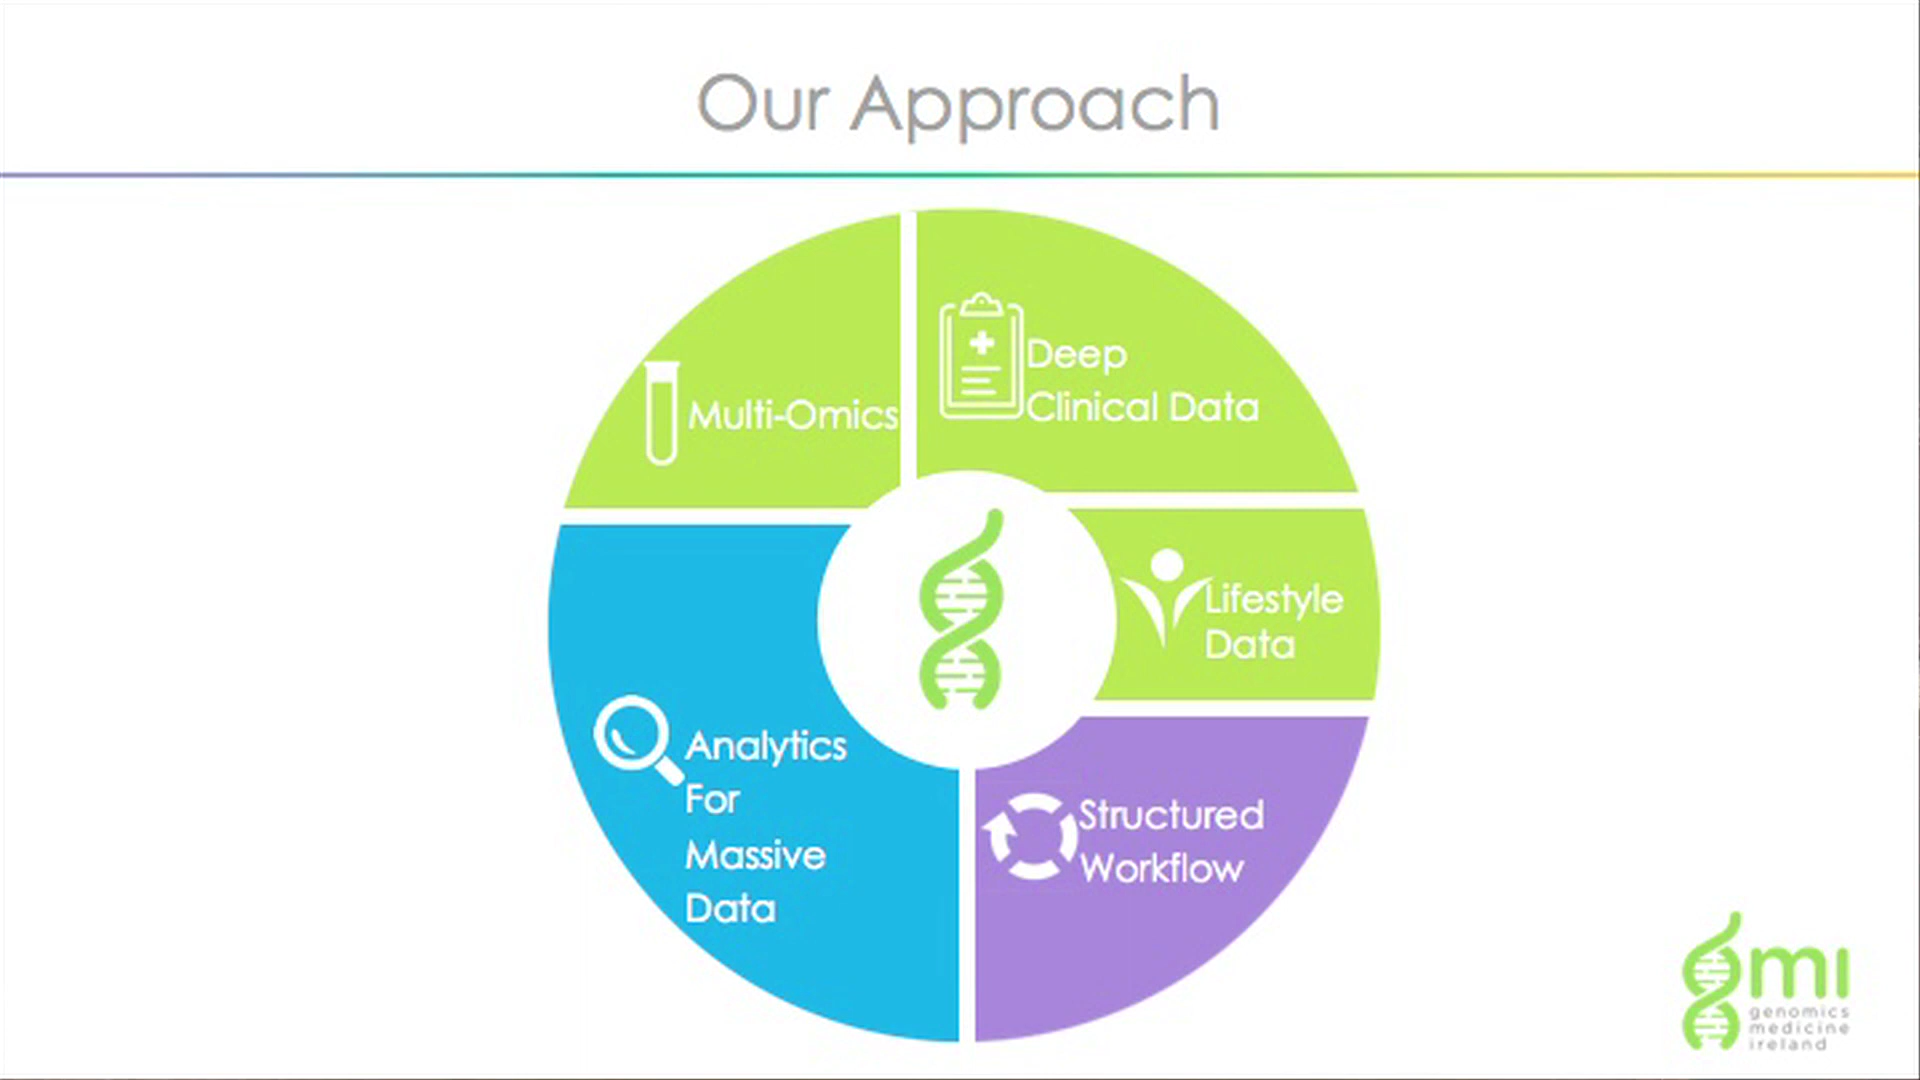 Our Approach
Multi-Omics
Deep
Clinical Data
Lifestyle
Data
Structured
Workflow
Analytics
For
Massive
Data
gmi
genomics
medicine
ireland